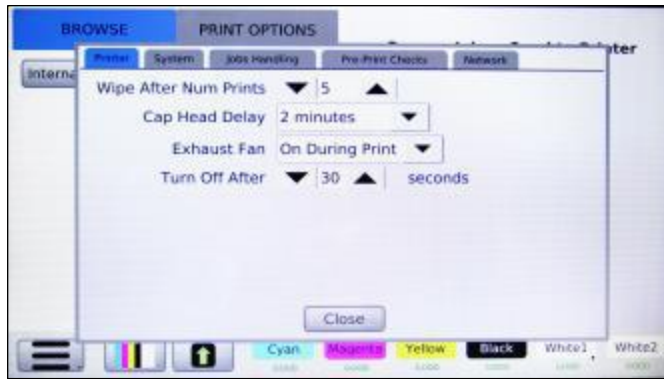 BROWSE PRINT OPTIONS
Printer System Jobs Handling Pre-Print Checks Network
Wipe After Num Prints 5
Cap Head Delay 2 minutes
Exhaust Fan On During Print
Turn Off After 30 seconds
Close
Cyan Magenta Yellow Black White1 White2